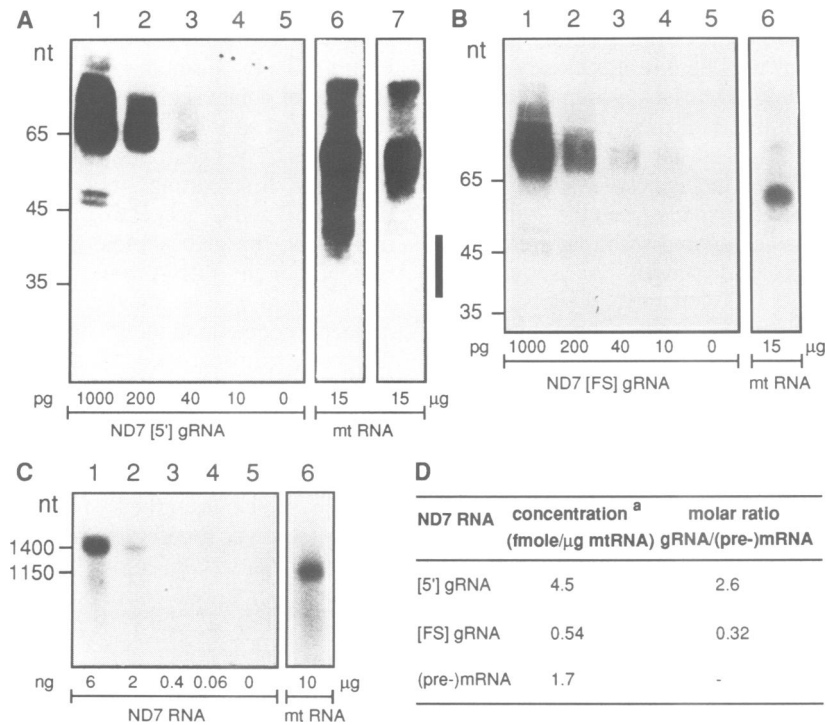 A
nt
1 2 3 4 5 6 7
65
45
35
pg 1000 200 40 10 0 15 15 μg
ND7 [5'] gRNA mt RNA
B
nt
1 2 3 4 5 6
65
45
35
pg 1000 200 40 10 0 15 μg
ND7 [FS] gRNA mt RNA
C
nt
1 2 3 4 5 6
1400
1150
ng 6 2 0.4 0.06 0 10 μg
ND7 RNA mt RNA
D
ND7 RNA concentration a molar ratio
(fmole/μg mtRNA) gRNA/(pre-)mRNA
[5'] gRNA 4.5 2.6
[FS] gRNA 0.54 0.32
(pre-)mRNA 1.7 -